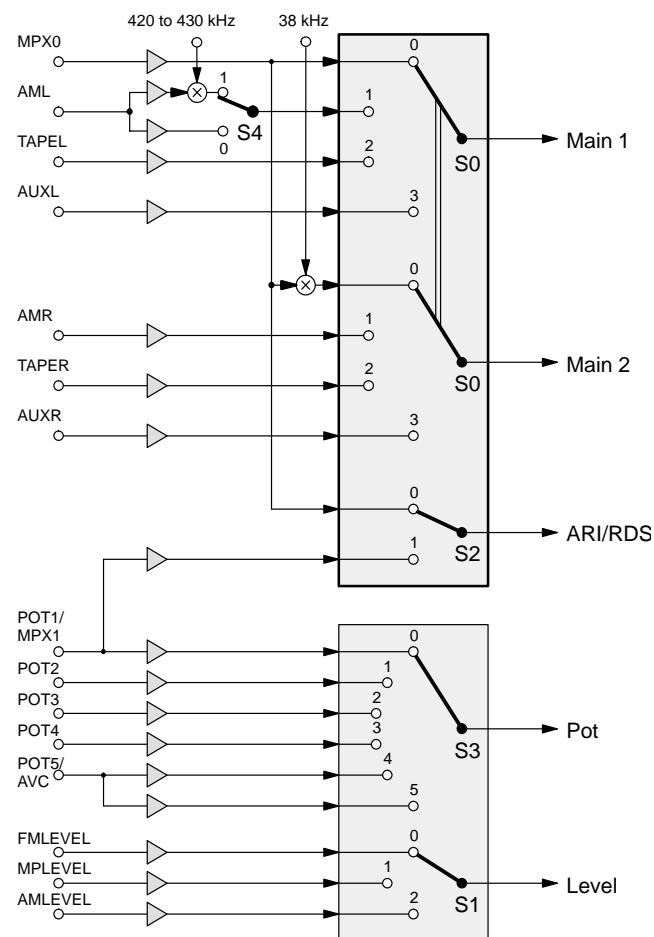 420 to 430 kHz
38 kHz
MPX0
0
AML
1
1
S4
0
TAPEL
2
S0
Main 1
AUXL
3
0
AMR
1
TAPER
2
S0
Main 2
AUXR
3
0
S2
ARI/RDS
1
POT1/
MPX1
0
POT2
1
POT3
2
POT4
3
S3
Pot
POT5/
AVC
4
5
FMLEVEL
0
MPLEVEL
1
S1
Level
AMLEVEL
2